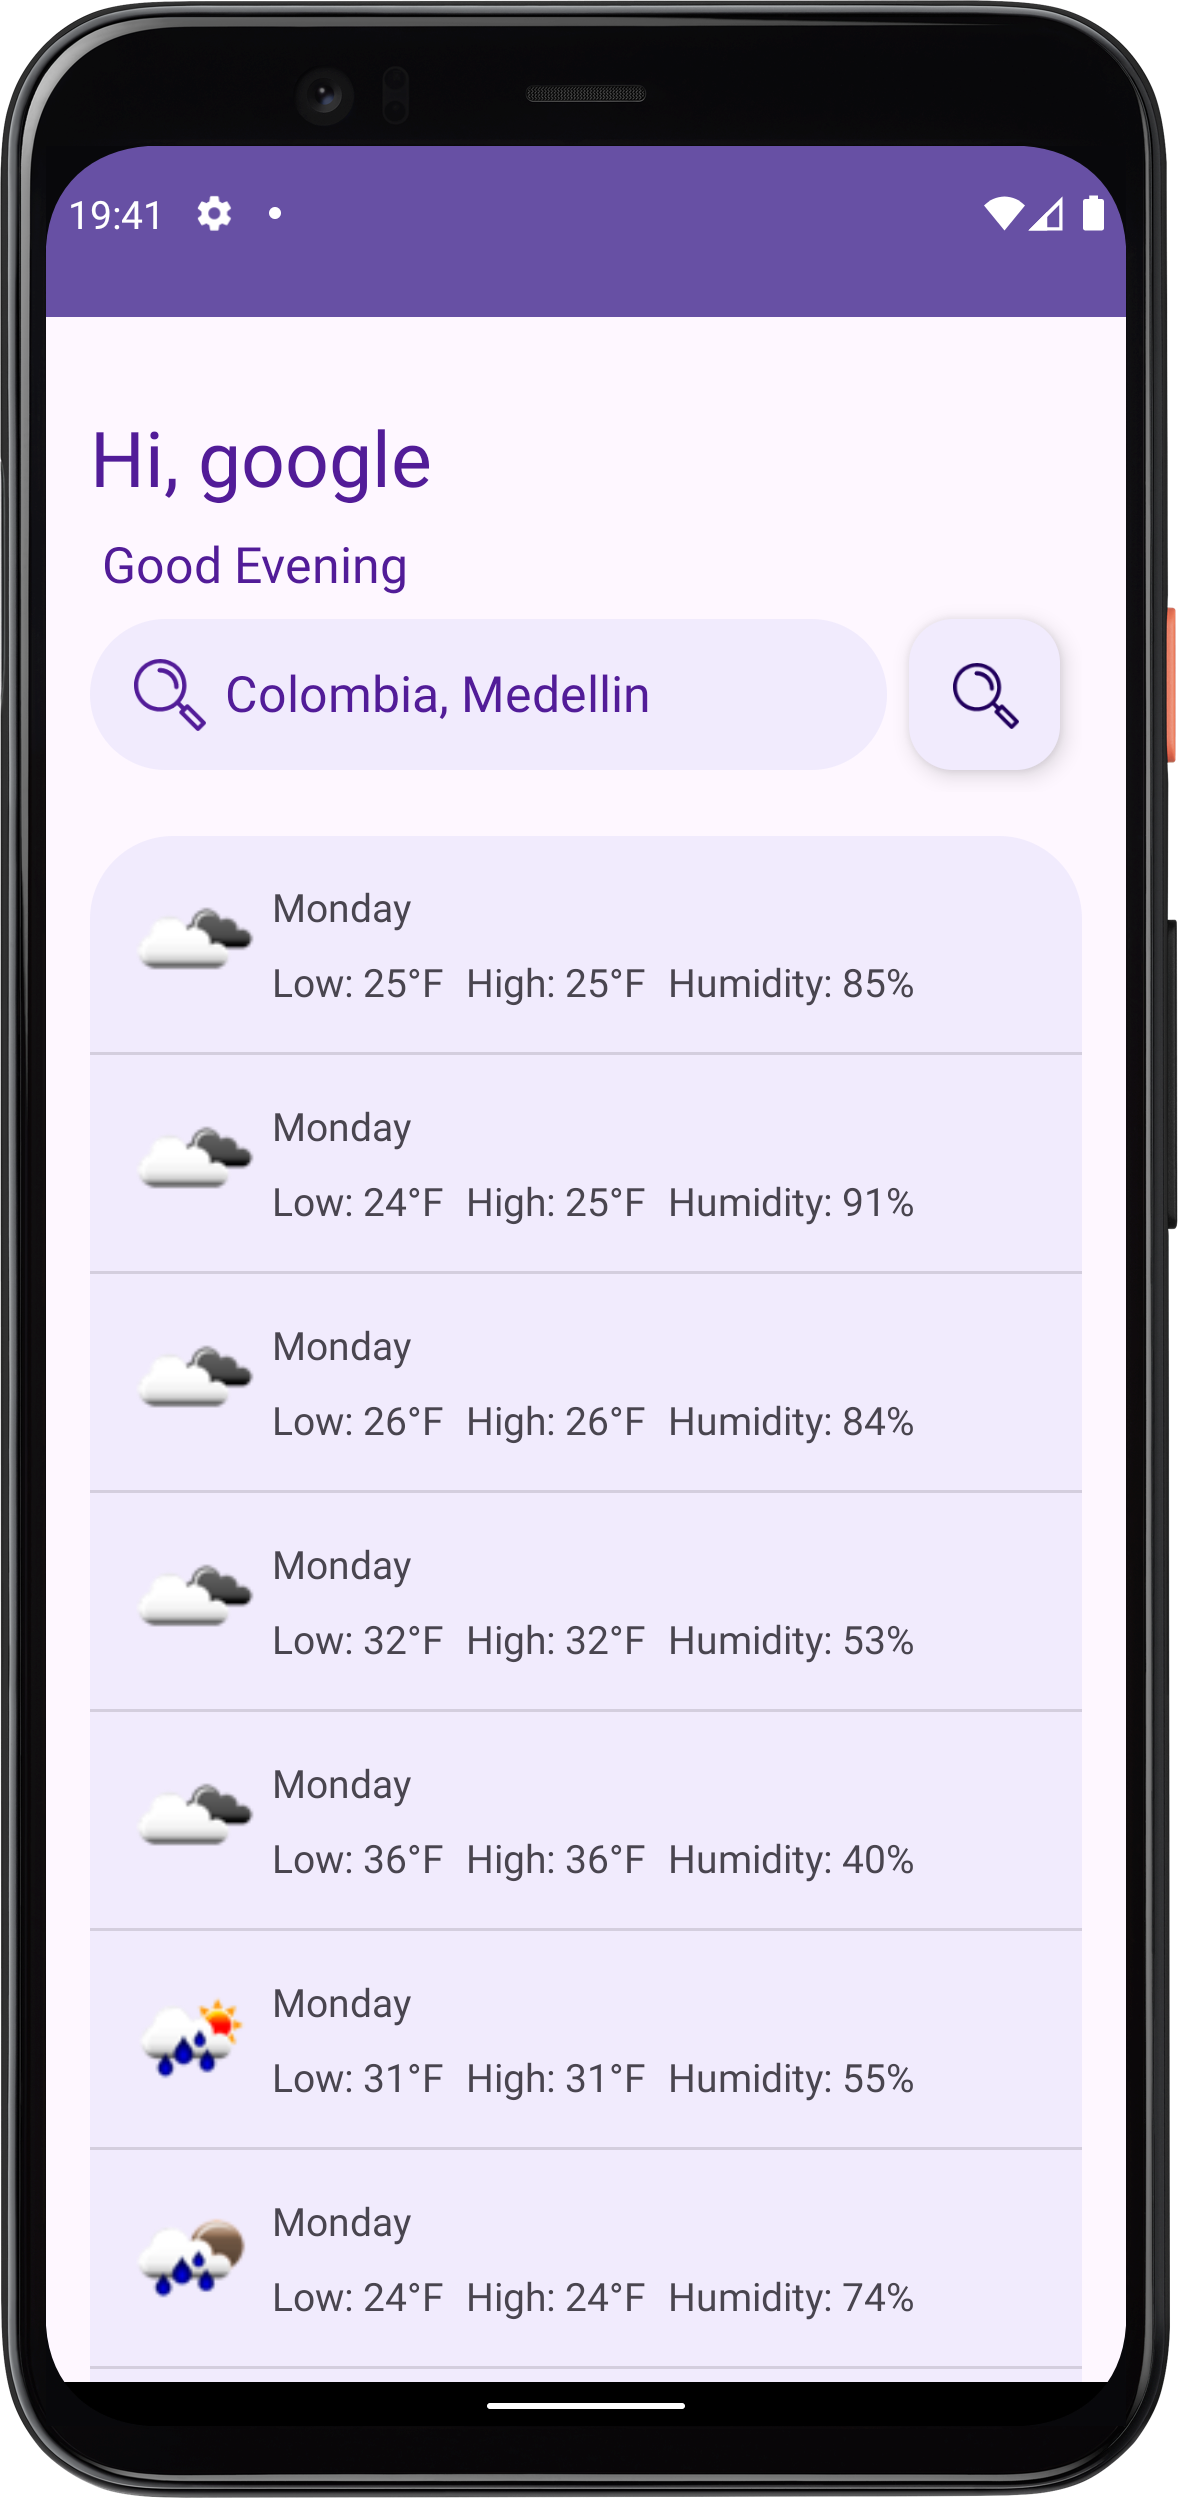 19:41
Hi, google
Good Evening
Colombia, Medellin
Monday
Low: 25°F High: 25°F Humidity: 85%
Monday
Low: 24°F High: 25°F Humidity: 91%
Monday
Low: 26°F High: 26°F Humidity: 84%
Monday
Low: 32°F High: 32°F Humidity: 53%
Monday
Low: 36°F High: 36°F Humidity: 40%
Monday
Low: 31°F High: 31°F Humidity: 55%
Monday
Low: 24°F High: 24°F Humidity: 74%